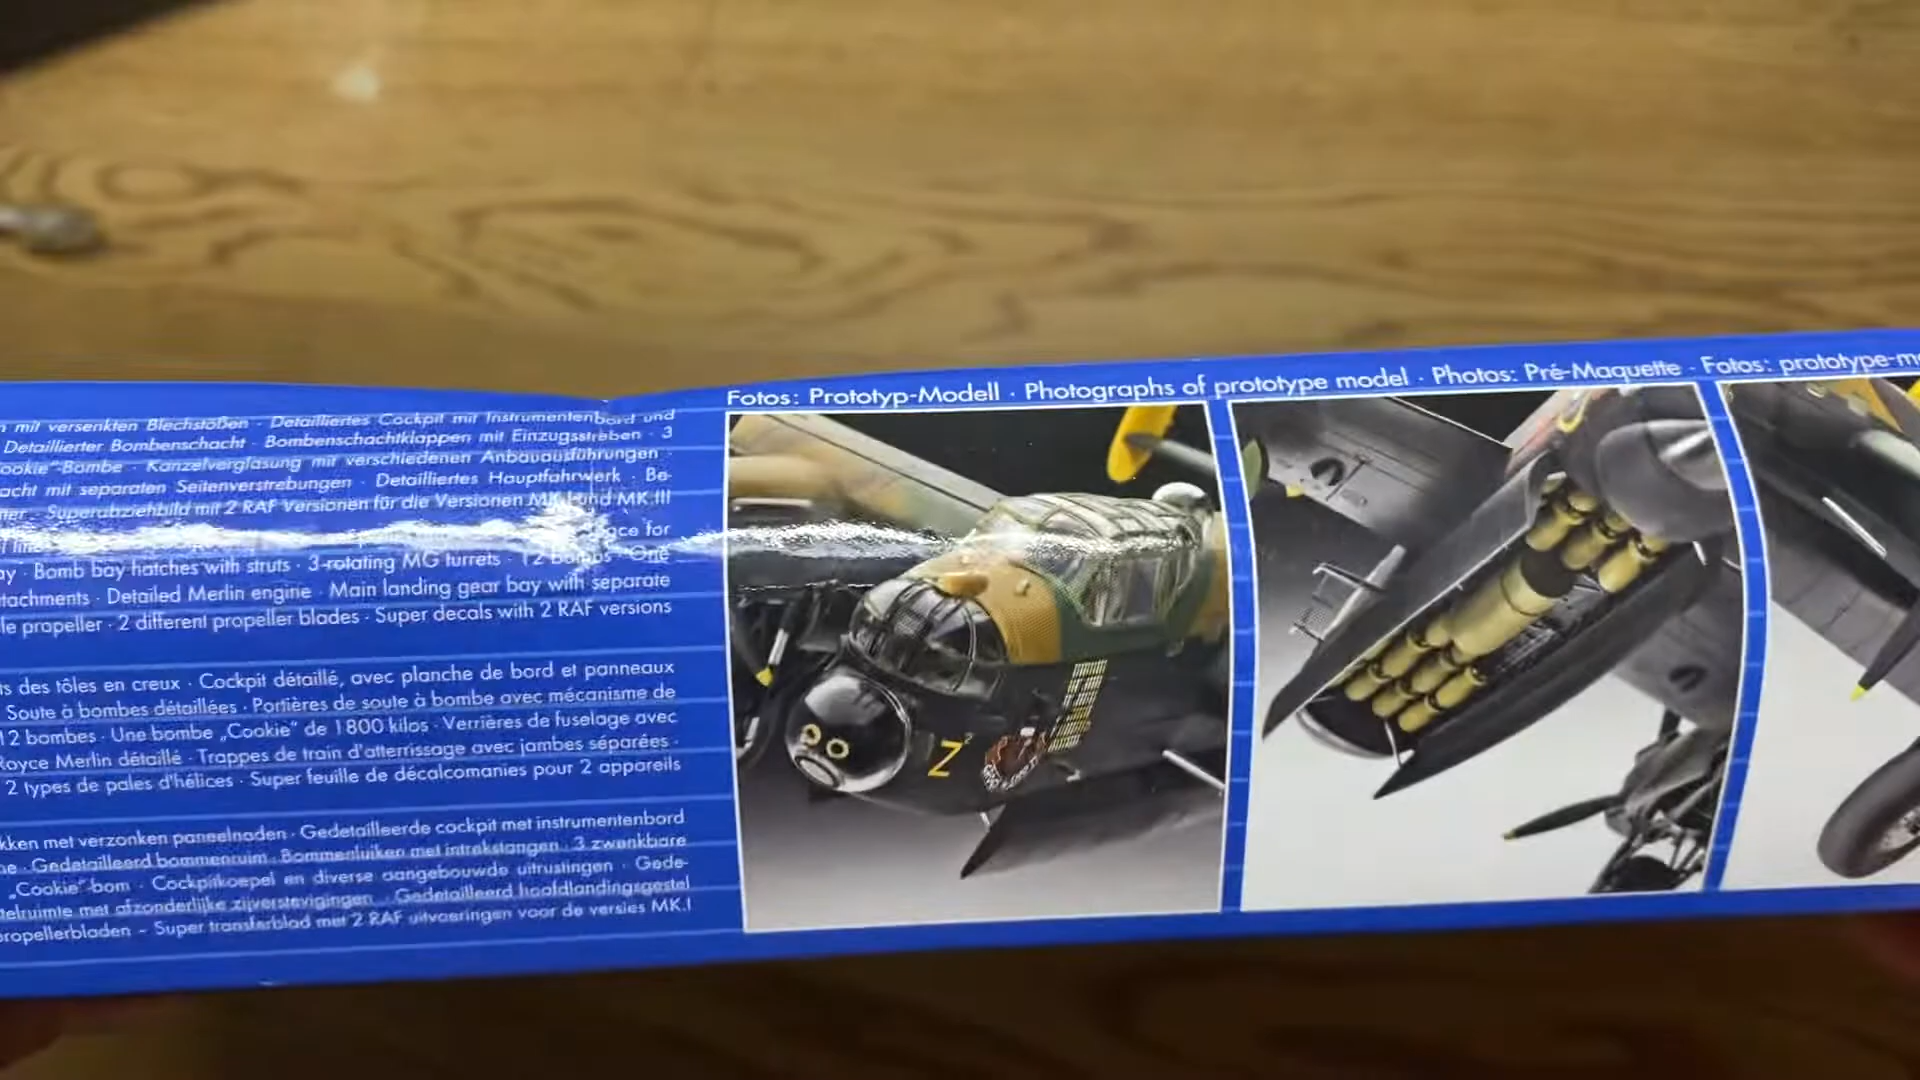 Fotos: Prototyp-Modell · Photographs of prototype model · Photos: Pré-Maquette · Fotos:
n mit versenkten Blechstößen · Detailliertes Cockpit mit Instrumentenbord und
Detaillierter Bombenschacht · Bombenschachtklappen mit Einzugsstreben · 3
ookie"-Bombe · Kanzelverglasung mit verschiedenen Anbauausführungen ·
acht mit separaten Seitenverstrebungen · Detailliertes Hauptfahrwerk · Be-
ner · Superabziehbild mit 2 RAF Versionen für die Versionen MK.I und MK.III
ace for
ay · Bomb bay hatches with struts · 3-rotating MG turrets · 12 bombs · One
tachments · Detailed Merlin engine · Main landing gear bay with separate
le propeller · 2 different propeller blades · Super decals with 2 RAF versions
ts des tôles en creux · Cockpit détaillé, avec planche de bord et panneaux
Soute à bombes détaillées · Portières de soute à bombe avec mécanisme de
12 bombes · Une bombe „Cookie" de 1800 kilos · Verrières de fuselage avec
Royce Merlin détaillé · Trappes de train d'atterrissage avec jambes séparées ·
2 types de pales d'hélices · Super feuille de décalcomanies pour 2 appareils
kken met verzonken paneelnaden · Gedetailleerde cockpit met instrumentenbord
ne · Gedetailleerd bommenruim · Bommenluiken met intrekstangen · 3 zwenkbare
„Cookie"-bom · Cockpitkoepel en diverse aangebouwde uitrustingen · Gede-
telruimte met afzonderlijke zijverstevigingen · Gedetailleerd hoofdlandingsgestel
propellerbladen – Super transferblad met 2 RAF uitvoeringen voor de versies MK.I
Z